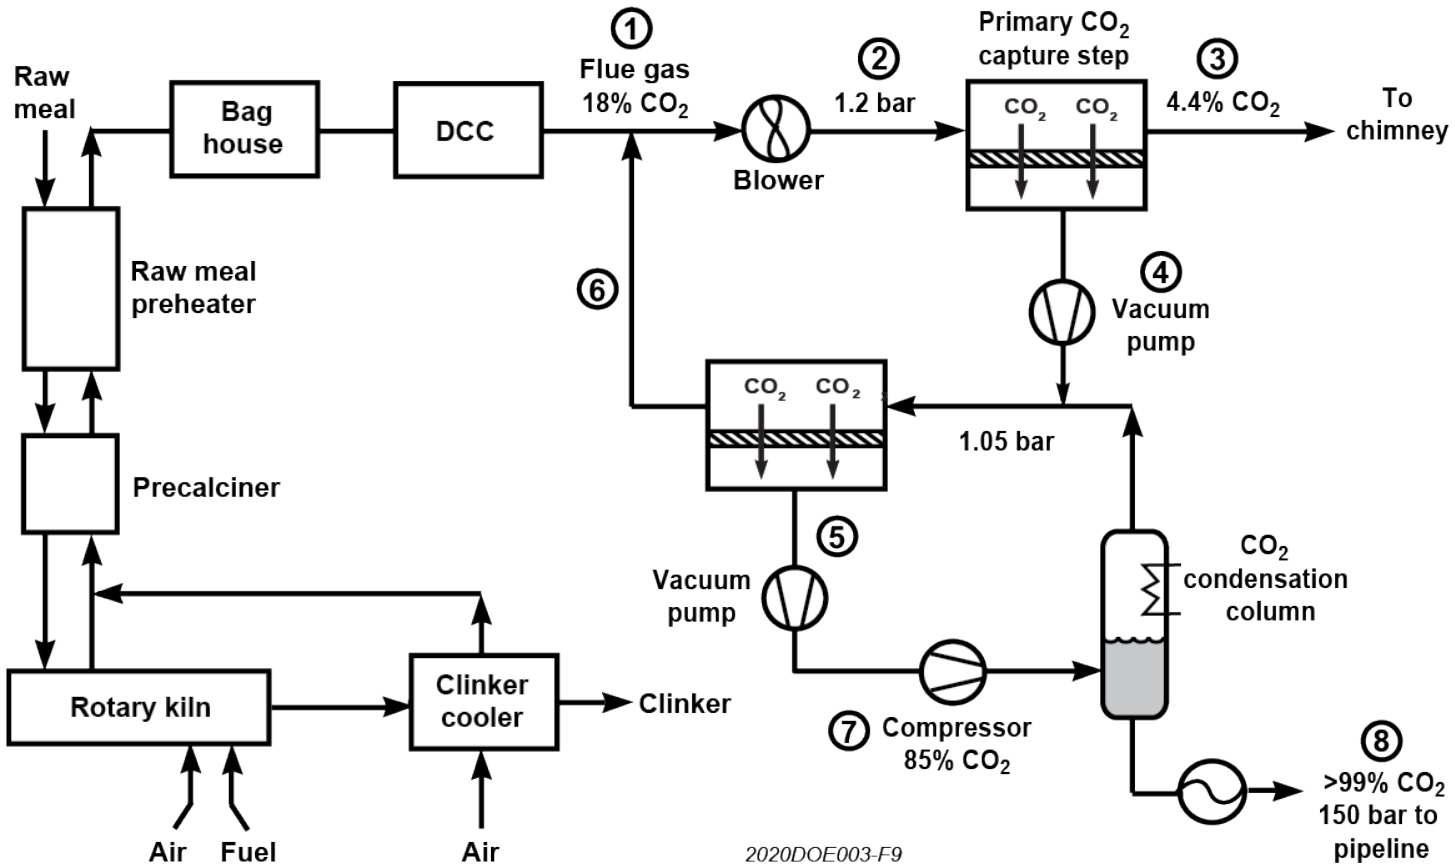 Raw
meal
Bag
house
DCC
1
Flue gas
18% CO₂
Blower
2
1.2 bar
Primary CO₂
capture step
CO₂ CO₂
3
4.4% CO₂
To
chimney
Raw meal
preheater
6
4
Vacuum
pump
CO₂ CO₂
1.05 bar
Precalciner
5
Vacuum
pump
CO₂
condensation
column
Rotary kiln
Clinker
cooler
Clinker
7
Compressor
85% CO₂
8
>99% CO₂
150 bar to
pipeline
Air
Fuel
Air
2020DOE003-F9